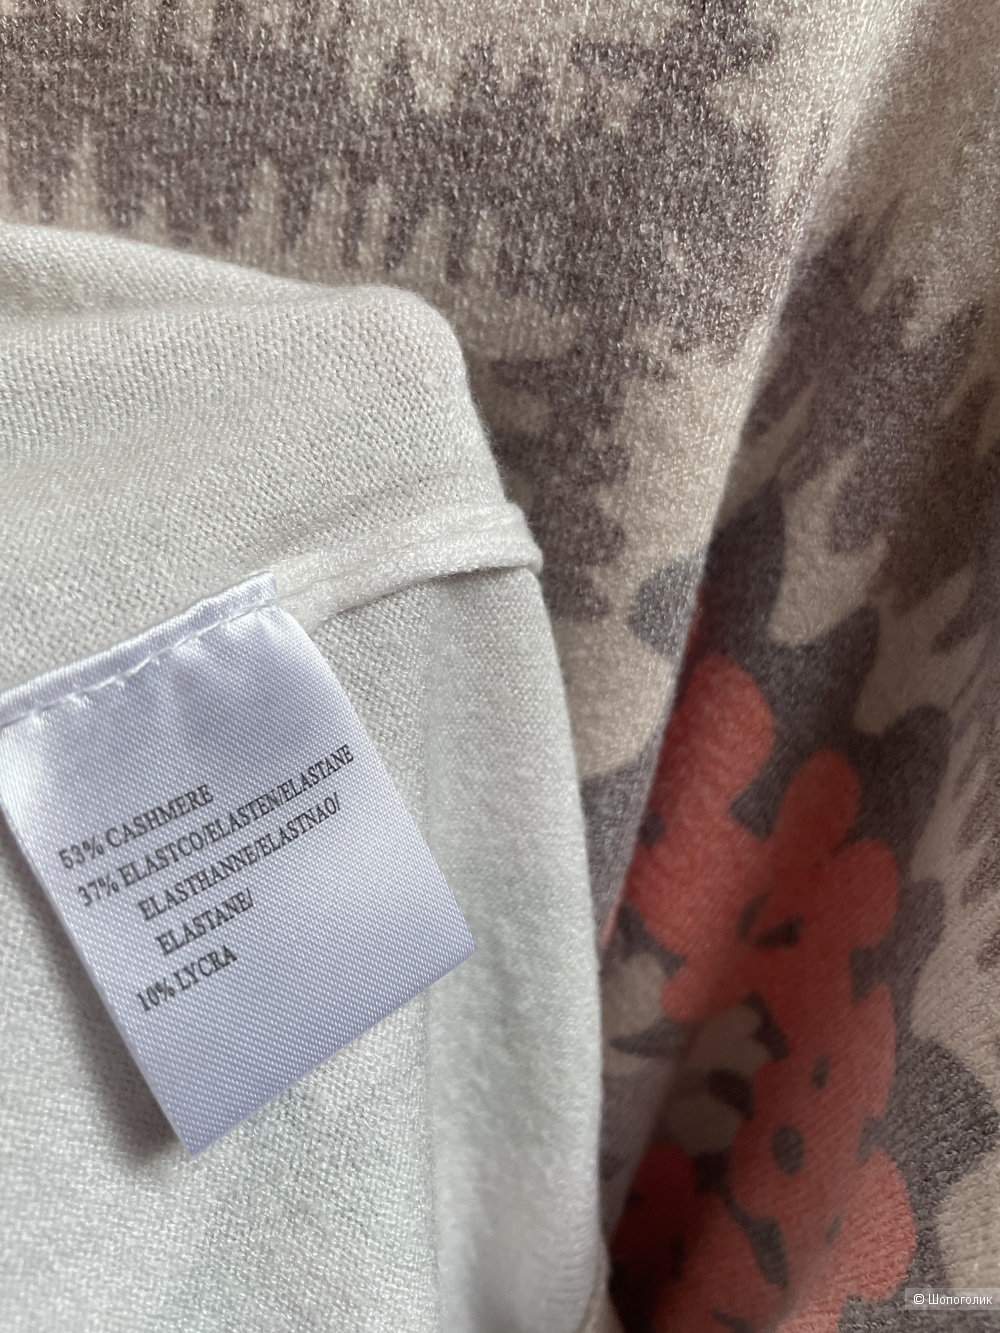 53% CASHMERE
37% ELASTCO/ELASTEN/ELASTANE
ELASTHANNE/ELASTNAO/
ELASTANE/
10% LYCRA
© Шопоголик